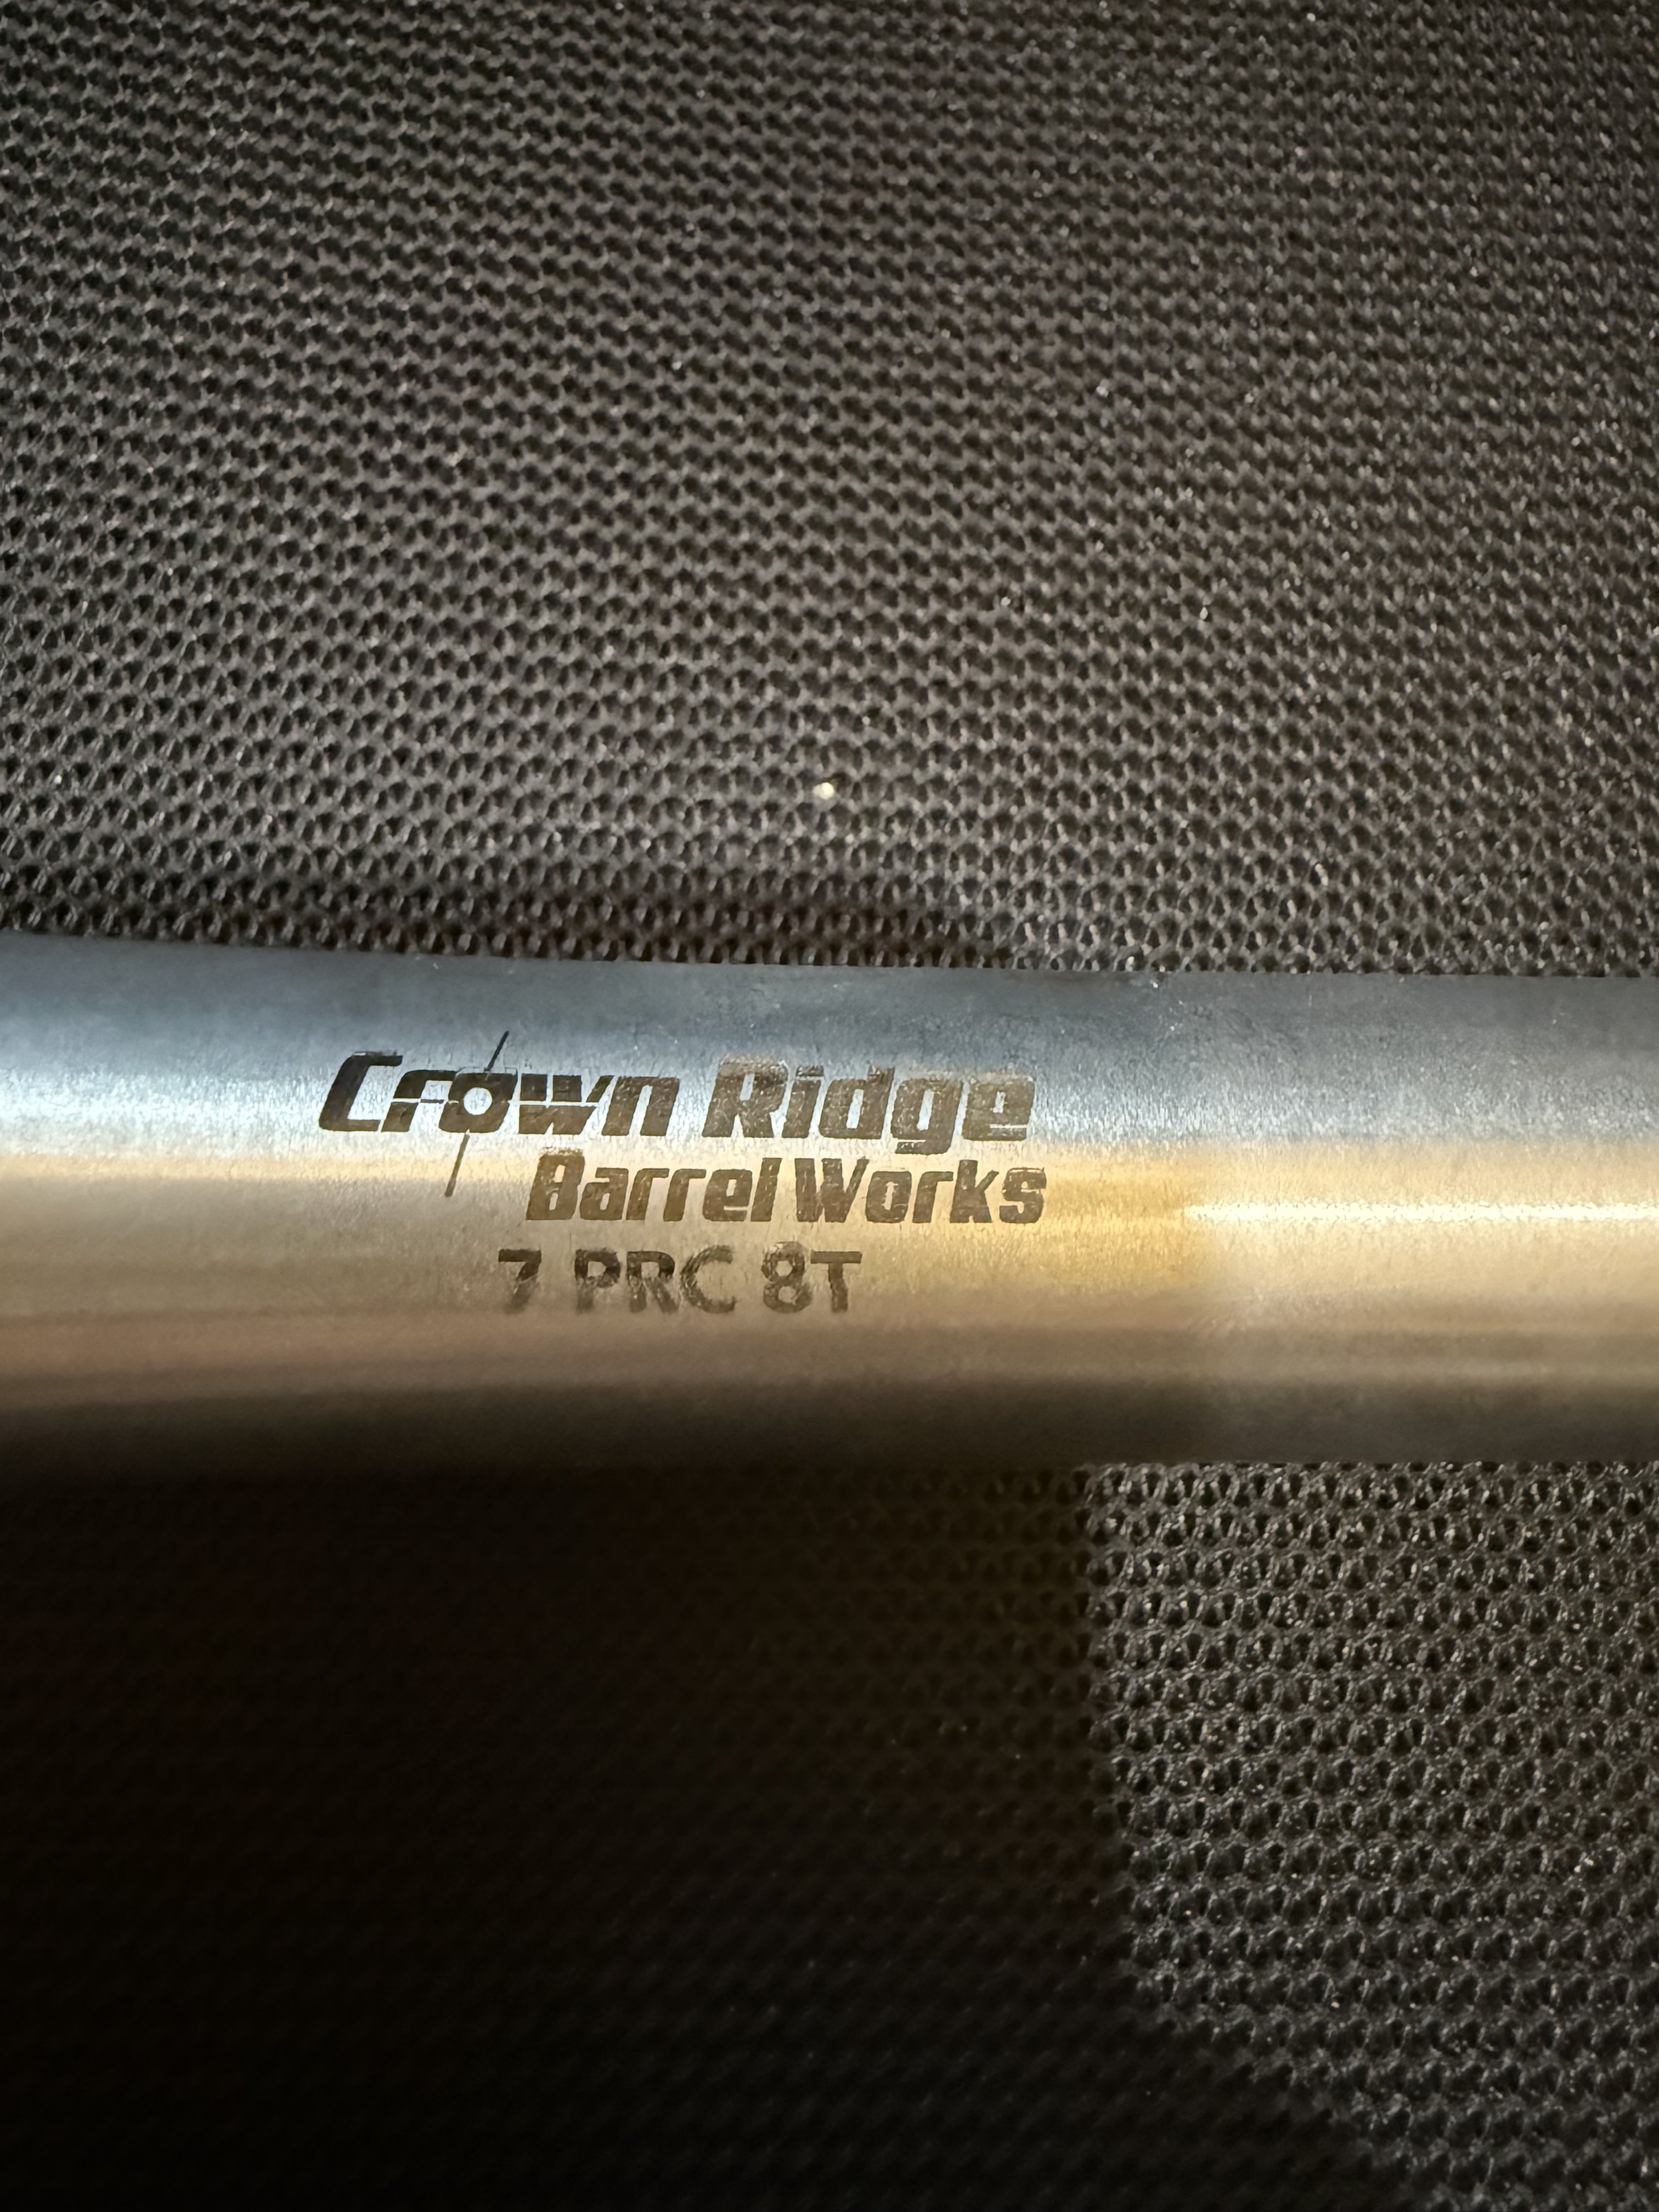 Crown Ridge
Barrel Works
7 PRC 8T